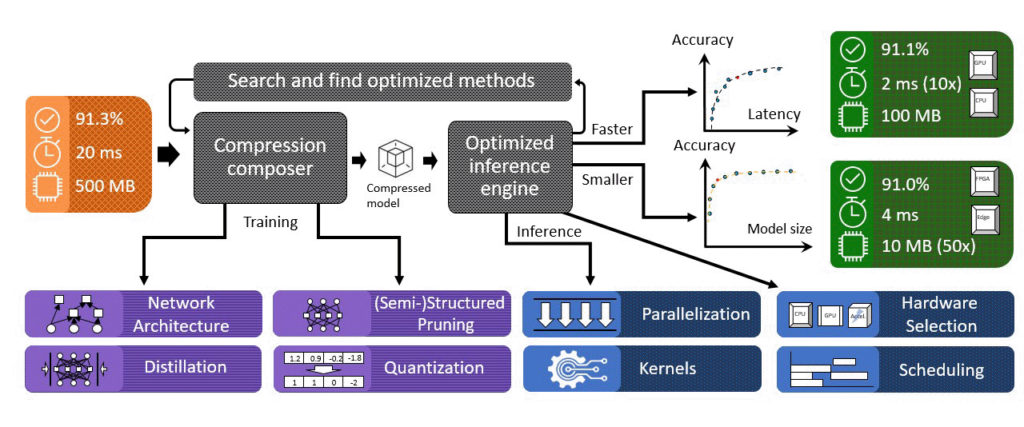 Search and find optimized methods
91.3%
20 ms
500 MB
Compression
composer
Compressed
model
Optimized
inference
engine
Training
Inference
Faster
Smaller
Accuracy
Latency
Accuracy
Model size
91.1%
2 ms (10x)
100 MB
GPU
CPU
91.0%
4 ms
10 MB (50x)
FPGA
Edge
Network
Architecture
(Semi-)Structured
Pruning
Parallelization
CPU
GPU
Hardware
Selection
Distillation
1.2 0.9 -0.2 -1.8
1 1 0 -2
Quantization
Kernels
Scheduling